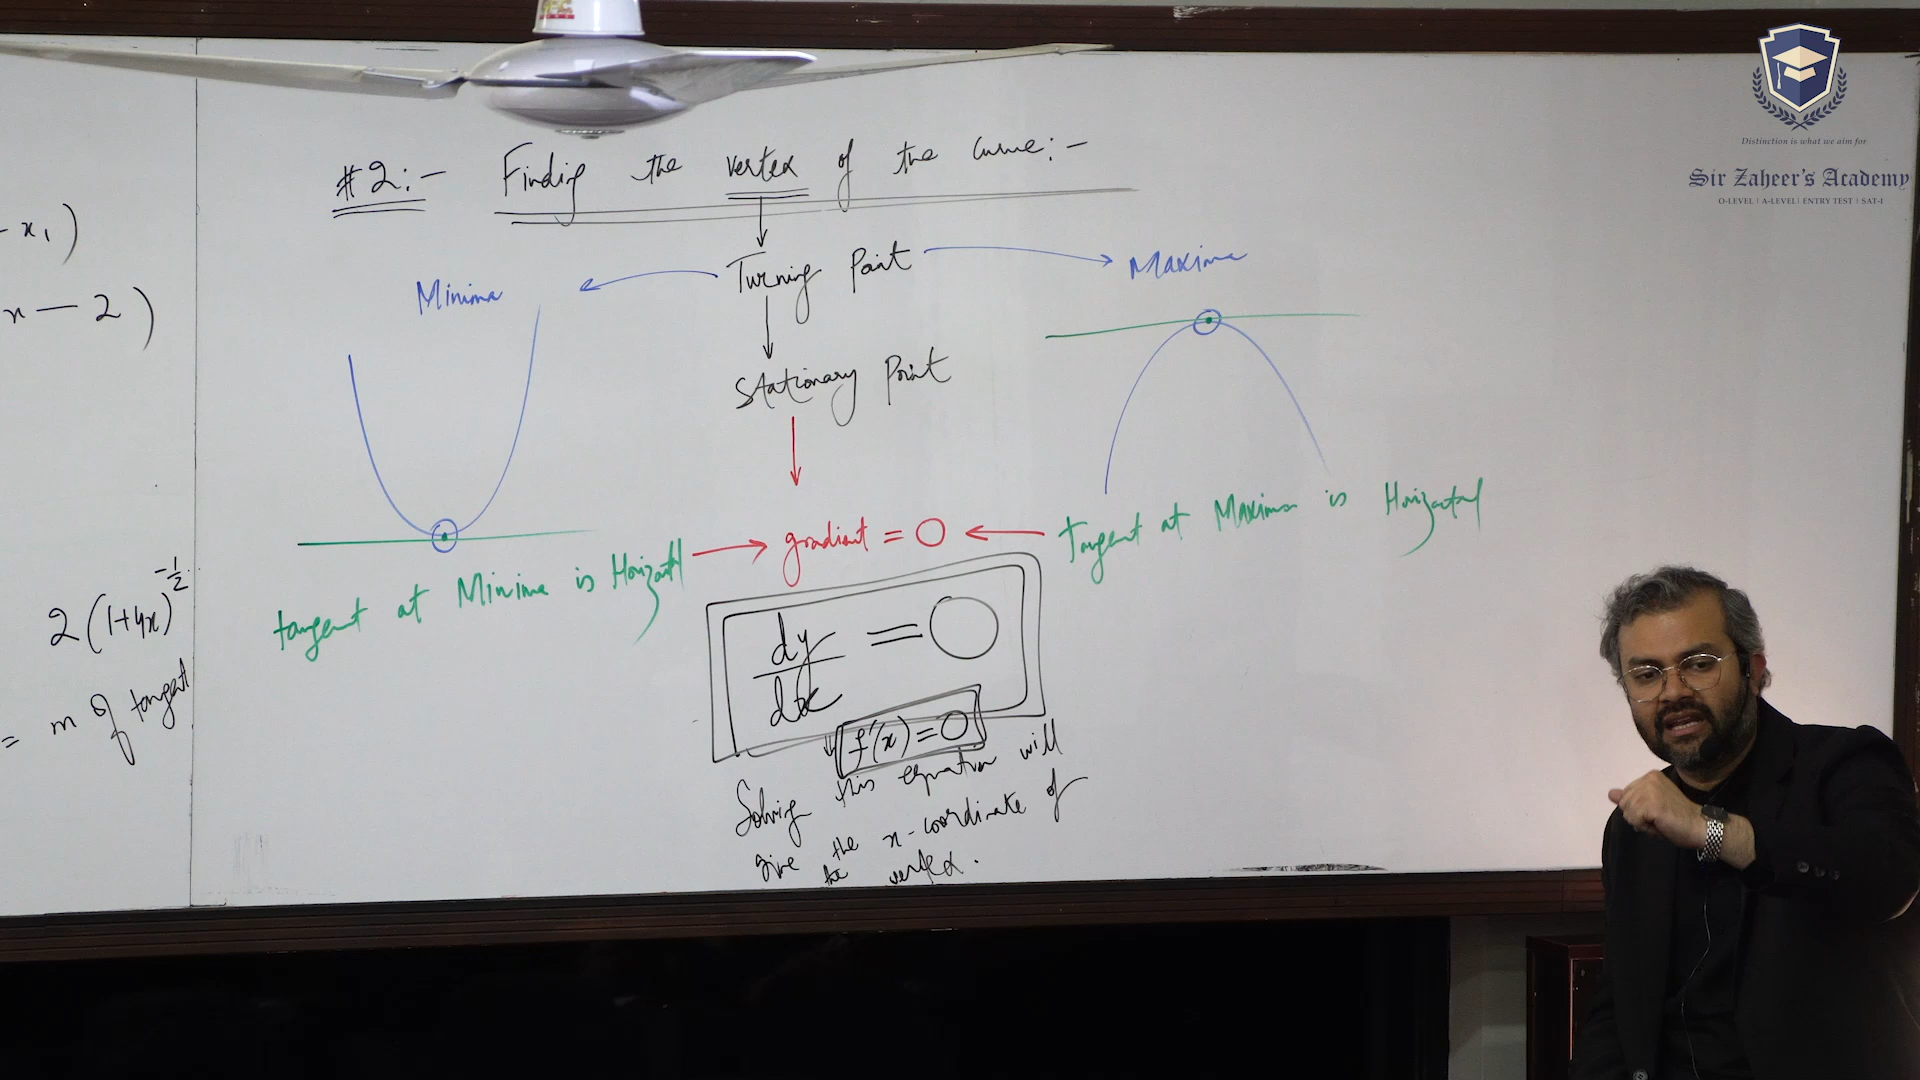 Distinction is what we aim for
Sir Zaheer's Academy
O-LEVEL | A-LEVEL | ENTRY TEST | SAT-I
#2:- Finding the vertex of the curve:-
Turning Point
Minima
Maxima
Stationary Point
gradient = 0
tangent at Minima is Horizontal
Tangent at Maxima is Horizontal
dy/dx = 0
f'(x) = 0
Solving this equation will
give the x-coordinate of
the vertex.
- x₁)
x - 2)
2(1+4x)^-1/2
= m of tangent